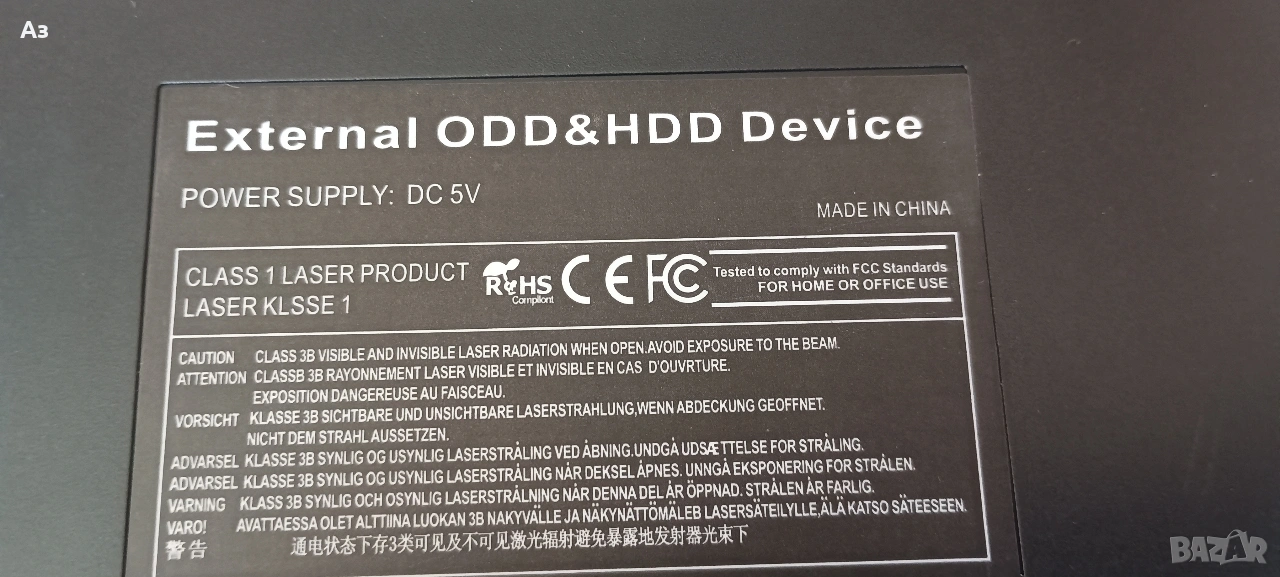 Аз
External ODD&HDD Device
POWER SUPPLY: DC 5V
MADE IN CHINA
CLASS 1 LASER PRODUCT
LASER KLSSE 1
RoHS
Compliont
CE FC
Tested to comply with FCC Standards
FOR HOME OR OFFICE USE
CAUTION CLASS 3B VISIBLE AND INVISIBLE LASER RADIATION WHEN OPEN.AVOID EXPOSURE TO THE BEAM.
ATTENTION CLASSB 3B RAYONNEMENT LASER VISIBLE ET INVISIBLE EN CAS D'OUVRTURE.
EXPOSITION DANGEREUSE AU FAISCEAU.
VORSICHT KLASSE 3B SICHTBARE UND UNSICHTBARE LASERSTRAHLUNG,WENN ABDECKUNG GEOFFNET.
NICHT DEM STRAHL AUSSETZEN.
ADVARSEL KLASSE 3B SYNLIG OG USYNLIG LASERSTRÅLING VED ÅBNING.UNDGÅ UDSÆTTELSE FOR STRÅLING.
ADVARSEL KLASSE 3B SYNLIG OG USYNLIG LASERSTRÅLING NÅR DEKSEL ÅPNES. UNNGÅ EKSPONERING FOR STRÅLEN.
VARNING KLASS 3B SYNLIG OCH OSYNLIG LASERSTRÅLNING NÅR DENNA DEL ÅR ÖPPNAD. STRÅLEN ÅR FARLIG.
VARO! AVATTAESSA OLET ALTTIINA LUOKAN 3B NAKYVÄLLE JA NÄKYNÄTTÖMÄLEB LASERSÄTEILYLLE,ÄLÄ KATSO SÄTEESEEN.
警告 通电状态下存3类可见及不可见激光辐射避免暴露地发射器光束下
BAZAR